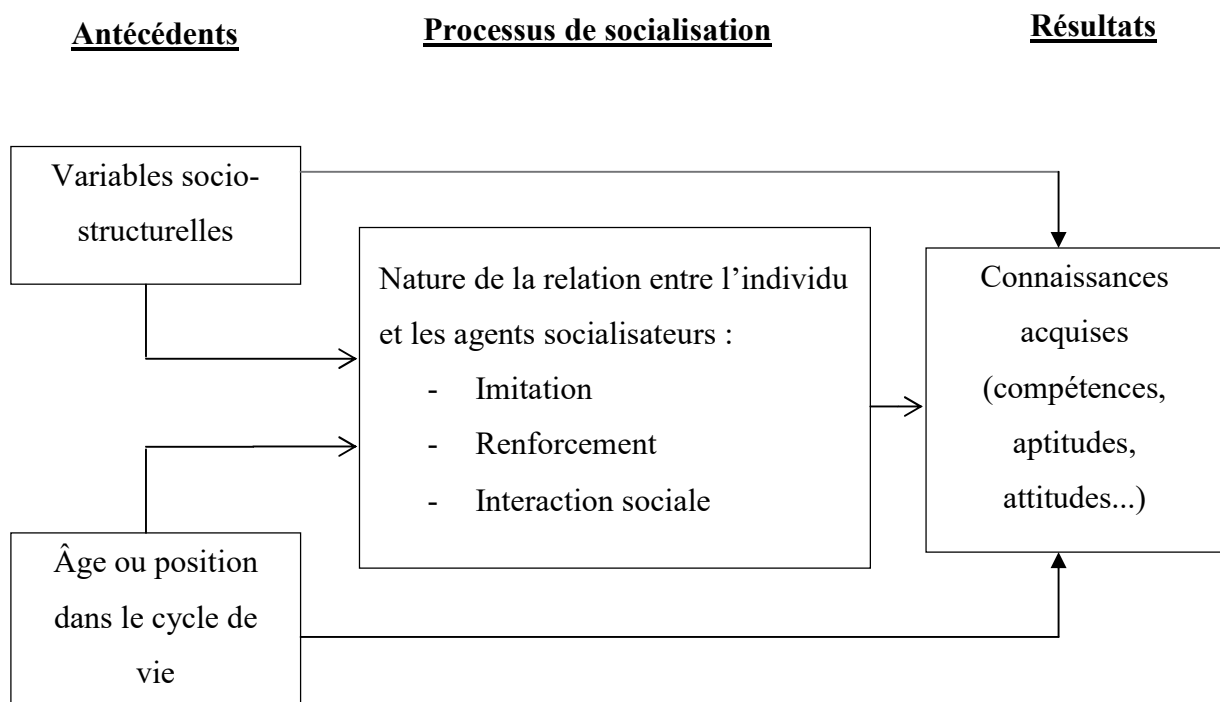 Antécédents
Processus de socialisation
Résultats
Variables socio-
structurelles
Nature de la relation entre l’individu
et les agents socialisateurs :
- Imitation
- Renforcement
- Interaction sociale
Connaissances
acquises
(compétences,
aptitudes,
attitudes...)
Âge ou position
dans le cycle de
vie